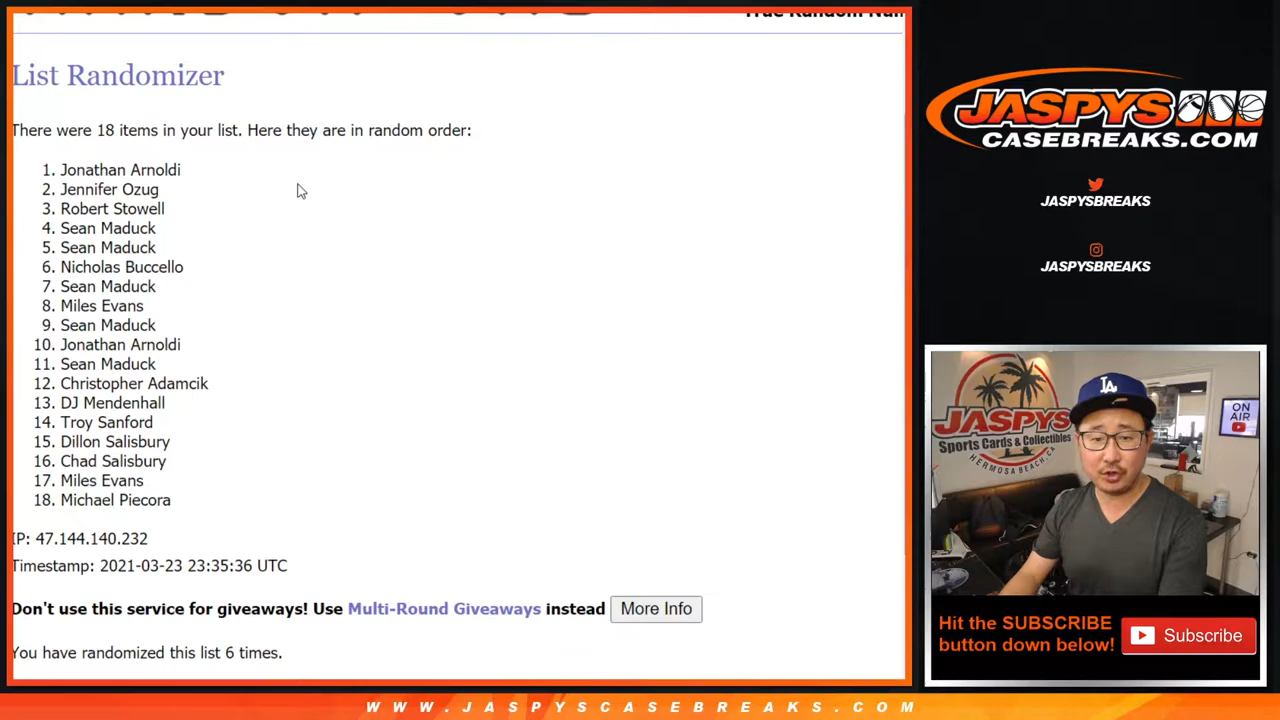 True Random Num
List Randomizer
There were 18 items in your list. Here they are in random order:
1. Jonathan Arnoldi
2. Jennifer Ozug
3. Robert Stowell
4. Sean Maduck
5. Sean Maduck
6. Nicholas Buccello
7. Sean Maduck
8. Miles Evans
9. Sean Maduck
10. Jonathan Arnoldi
11. Sean Maduck
12. Christopher Adamcik
13. DJ Mendenhall
14. Troy Sanford
15. Dillon Salisbury
16. Chad Salisbury
17. Miles Evans
18. Michael Piecora
IP: 47.144.140.232
Timestamp: 2021-03-23 23:35:36 UTC
Don't use this service for giveaways! Use Multi-Round Giveaways instead More Info
You have randomized this list 6 times.
JASPYS
CASEBREAKS.COM
JASPYSBREAKS
JASPYSBREAKS
JASPYS
Sports Cards & Collectibles
HERMOSA BEACH, CA
LA
ON
AIR
Hit the SUBSCRIBE
button down below!
Subscribe
WWW.JASPYSCASEBREAKS.COM